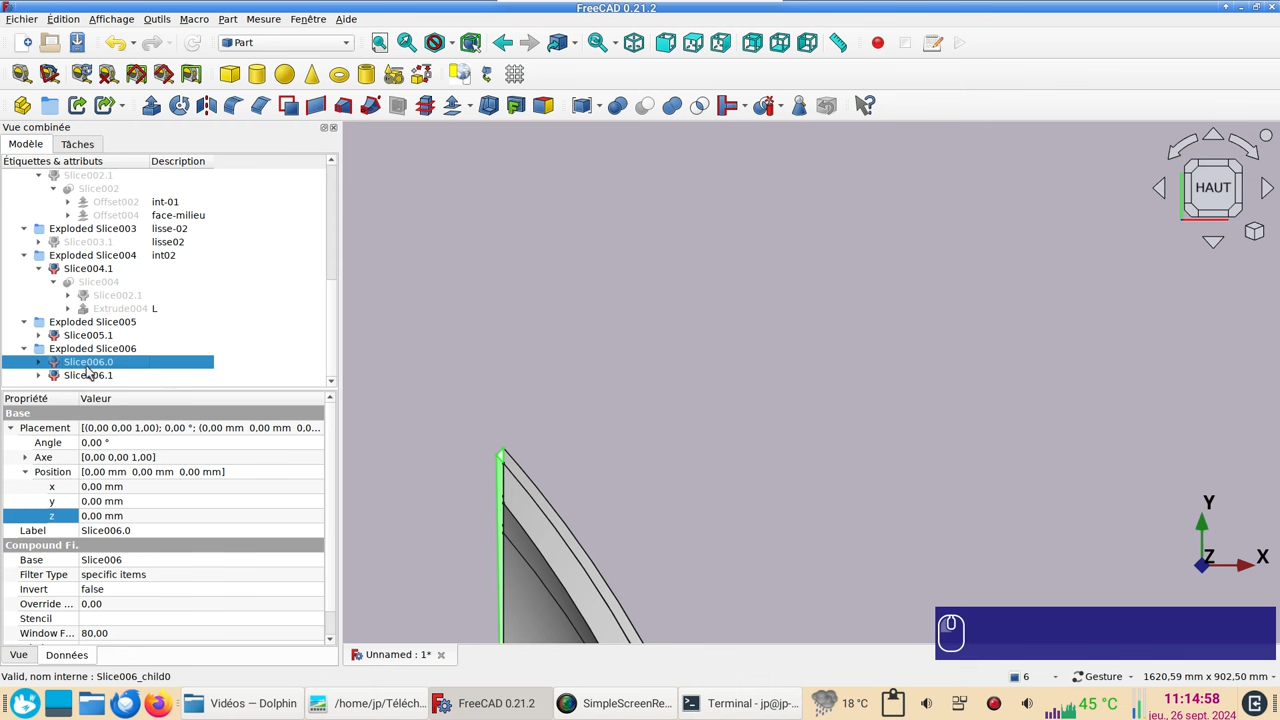 FreeCAD 0.21.2
Fichier Édition Affichage Outils Macro Part Mesure Fenêtre Aide
Part
Vue combinée
Modèle Tâches
Étiquettes & attributs Description
Slice002.1
Slice002
Offset002 int-01
Offset004 face-milieu
Exploded Slice003 lisse-02
Slice003.1 lisse02
Exploded Slice004 int02
Slice004.1
Slice004
Slice002.1
Extrude004 L
Exploded Slice005
Slice005.1
Exploded Slice006
Slice006.0
Slice006.1
Propriété Valeur
Base
Placement [(0,00 0,00 1,00); 0,00 °; (0,00 mm 0,00 mm 0,0...
Angle 0,00 °
Axe [0,00 0,00 1,00]
Position [0,00 mm 0,00 mm 0,00 mm]
x 0,00 mm
y 0,00 mm
z 0,00 mm
Label Slice006.0
Compound Fi...
Base Slice006
Filter Type specific items
Invert false
Override ... 0,00
Stencil
Window F... 80,00
Vue Données
HAUT
Y
Z X
Unnamed : 1*
Valid, nom interne : Slice006_child0
6 Gesture 1620,59 mm x 902,50 mm
Vidéos — Dolphin
/home/jp/Téléch...
FreeCAD 0.21.2
SimpleScreenRe...
Terminal - jp@jp-...
18 °C
45 °C
11:14:58
jeu., 26 sept. 2024